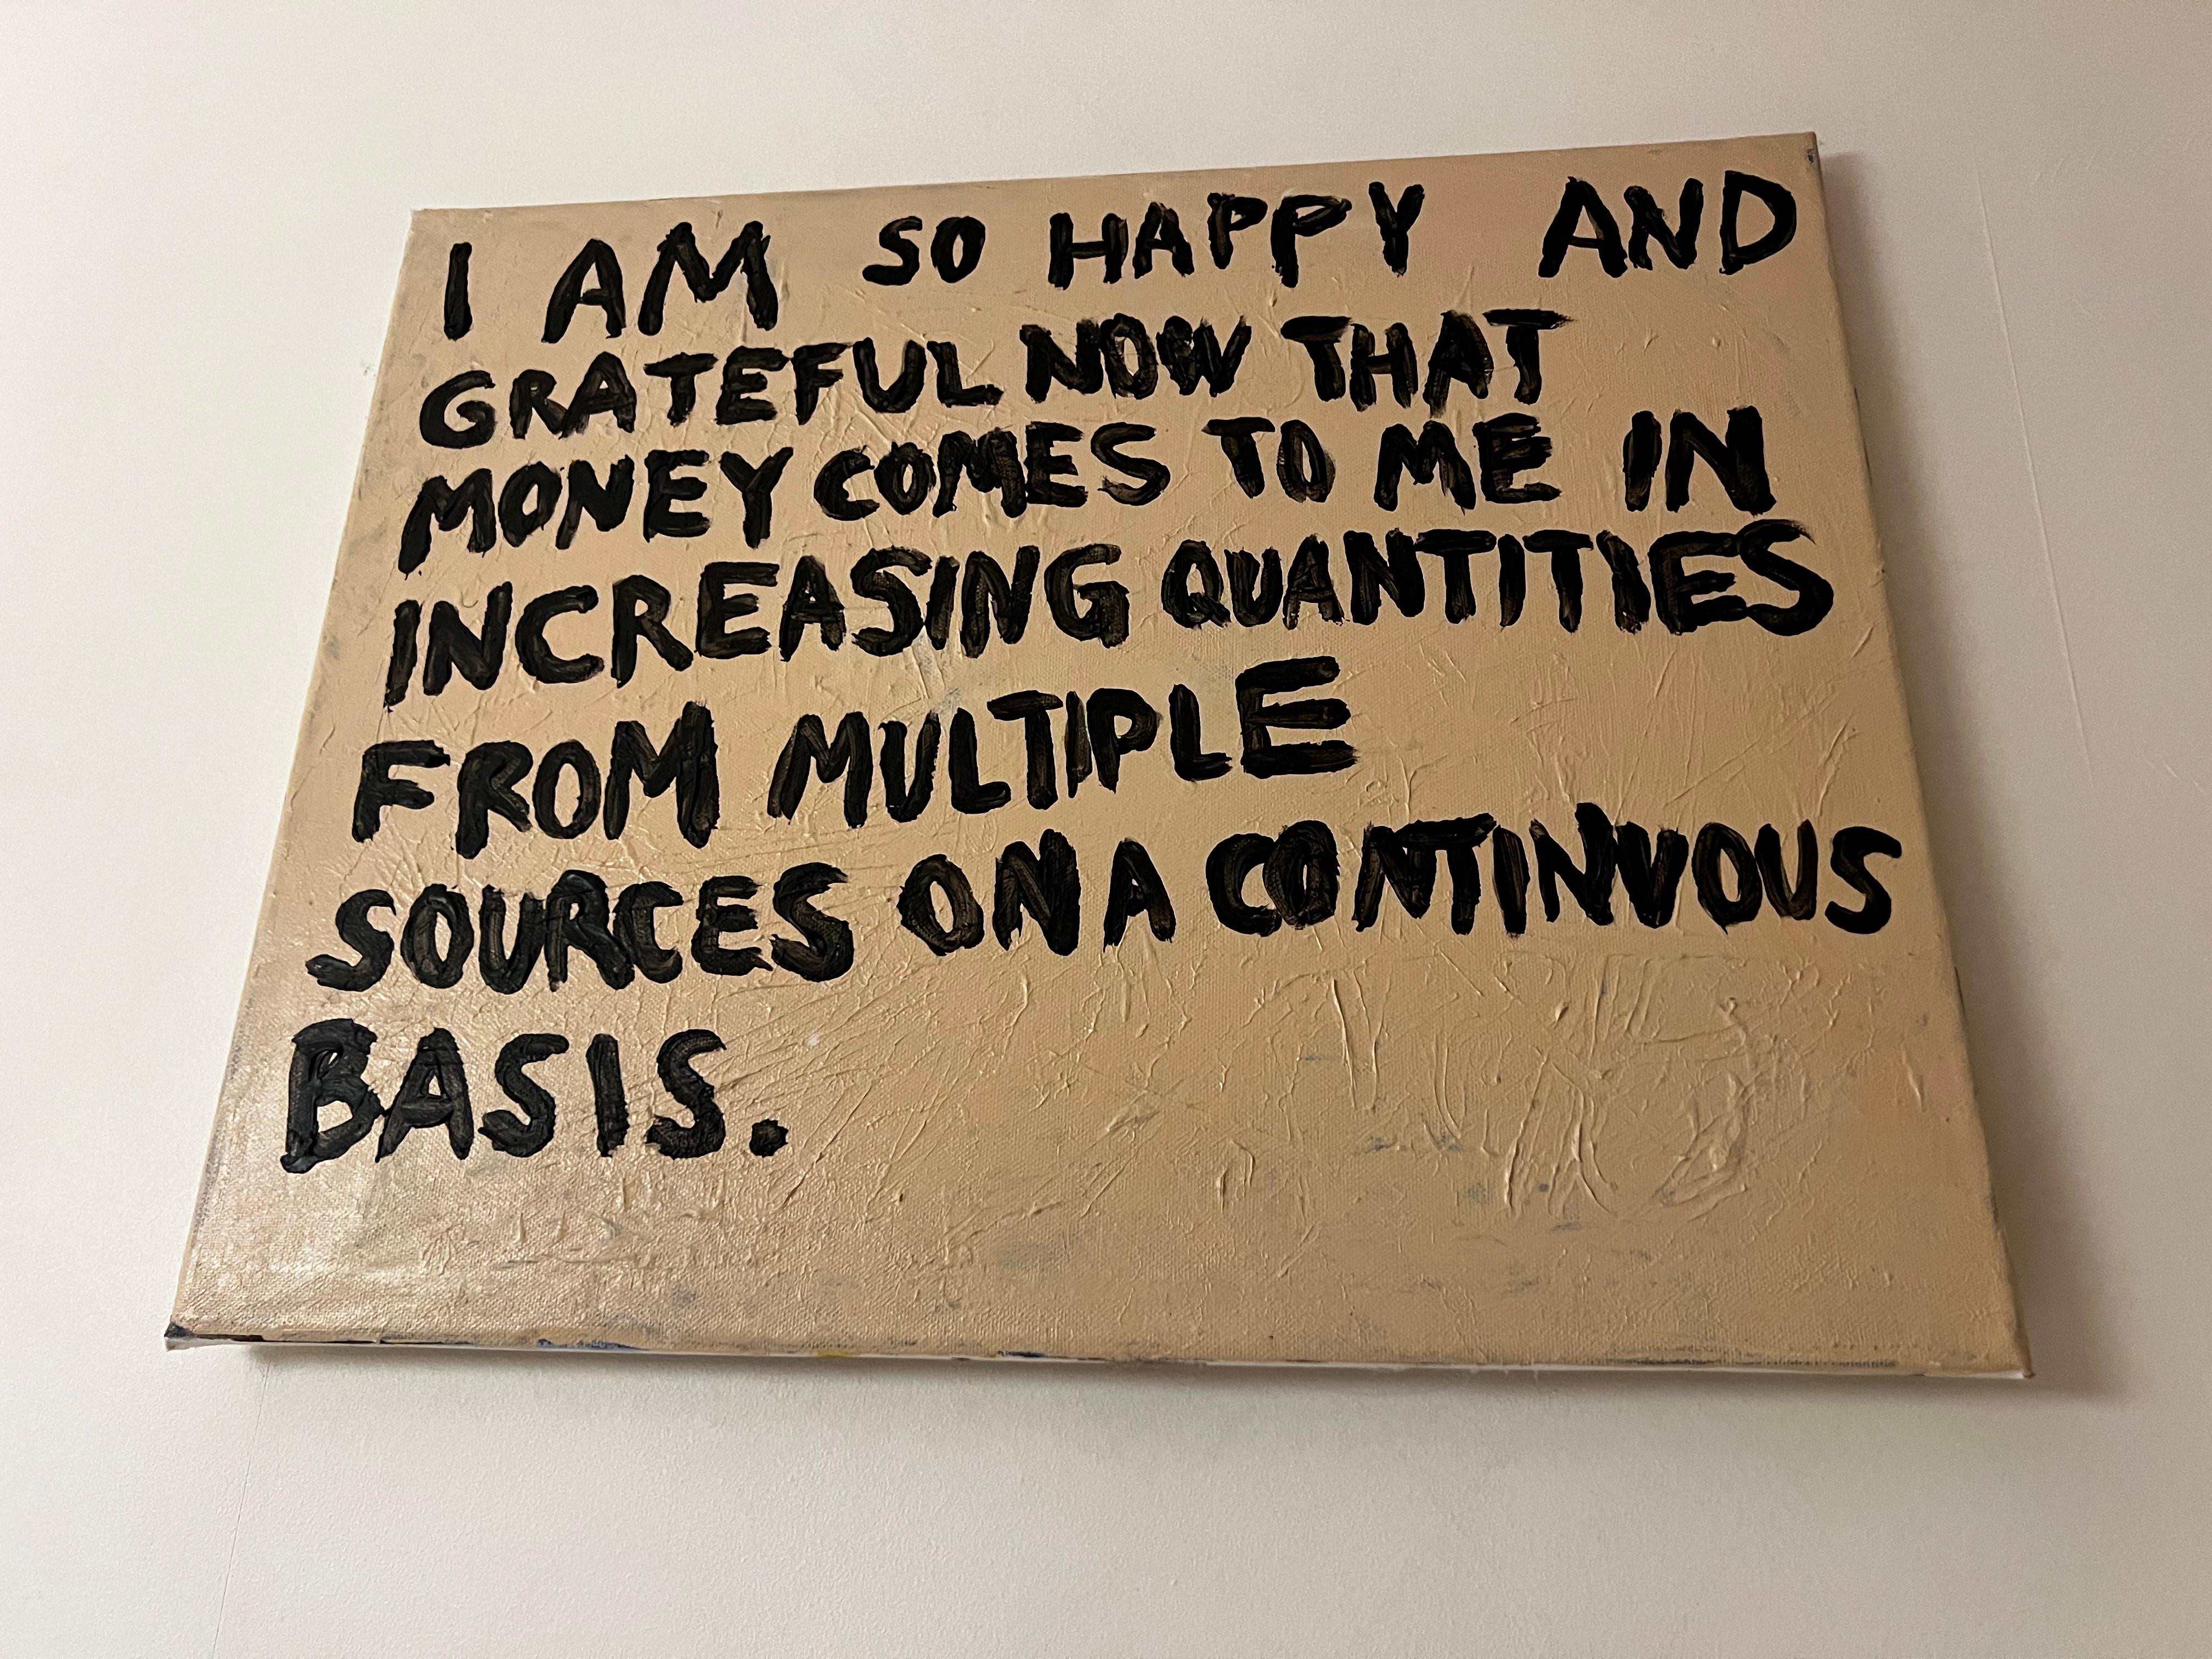 I AM SO HAPPY AND
GRATEFUL NOW THAT
MONEY COMES TO ME IN
INCREASING QUANTITIES
FROM MULTIPLE
SOURCES ON A CONTINUOUS
BASIS.